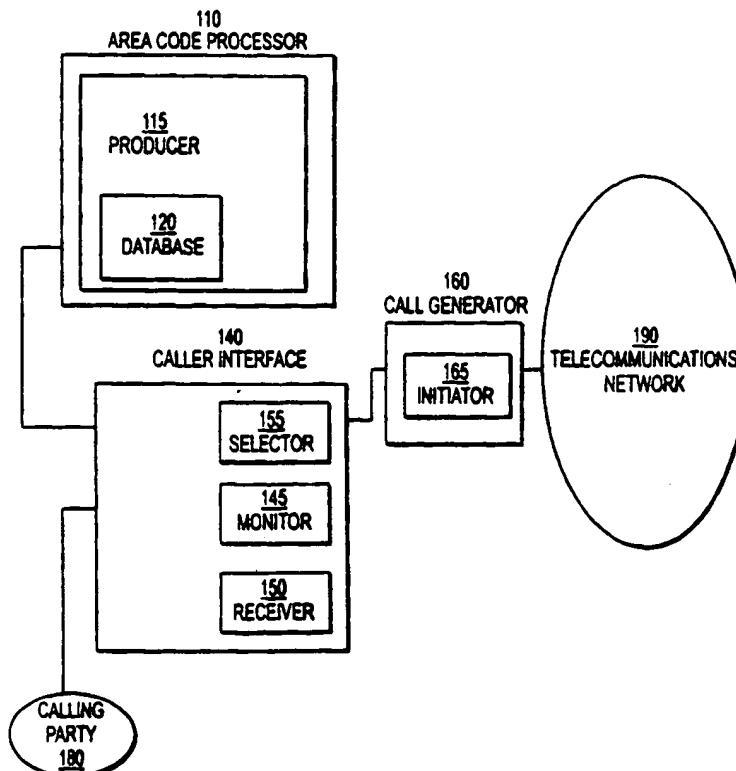 110
AREA CODE PROCESSOR
115
PRODUCER
120
DATABASE
140
CALLER INTERFACE
155
SELECTOR
145
MONITOR
150
RECEIVER
160
CALL GENERATOR
165
INITIATOR
190
TELECOMMUNICATIONS
NETWORK
CALLING
PARTY
180